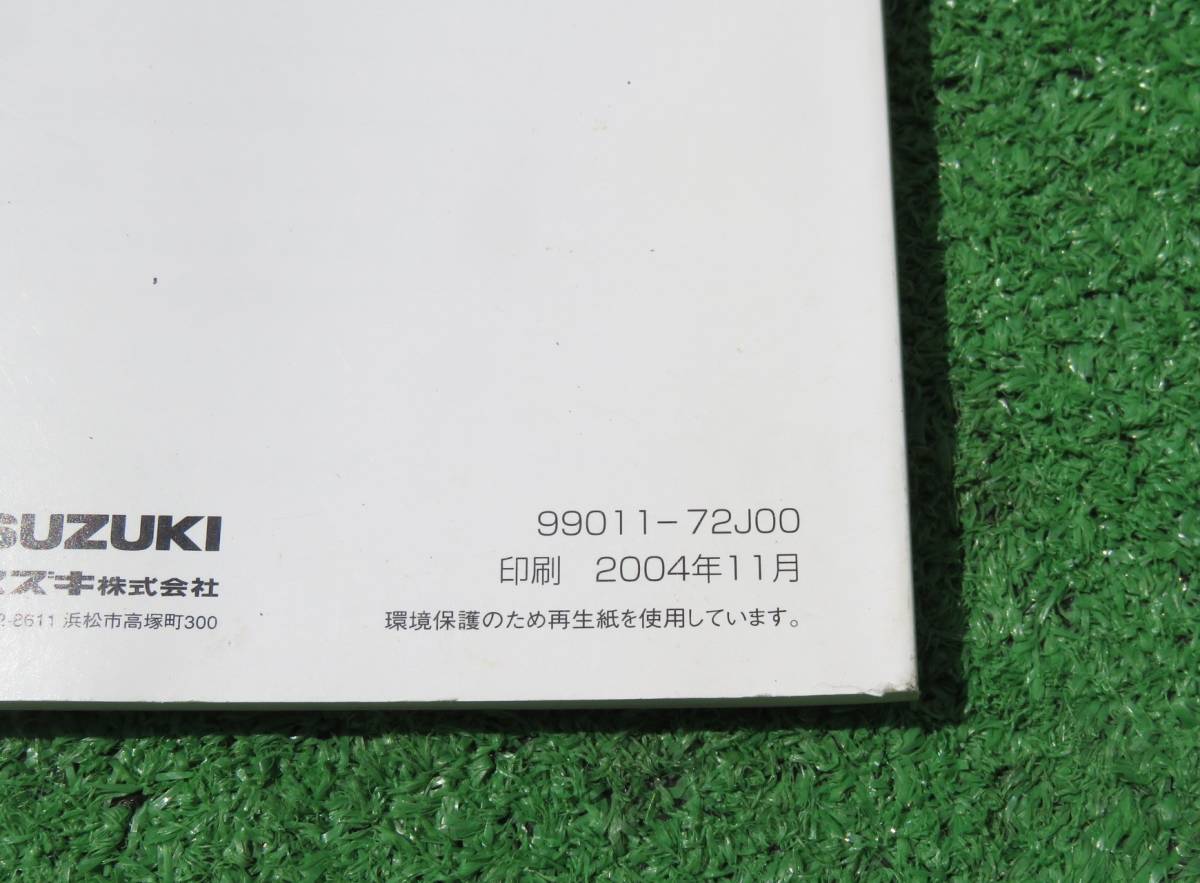 SUZUKI
スズキ株式会社
2-8611 浜松市高塚町300
99011-72J00
印刷 2004年11月
環境保護のため再生紙を使用しています。